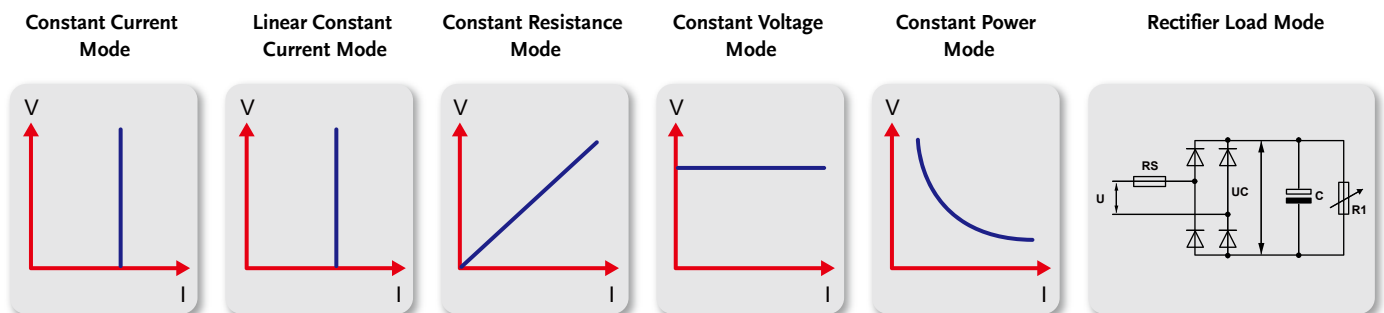 Constant Current
Mode
Linear Constant
Current Mode
Constant Resistance
Mode
Constant Voltage
Mode
Constant Power
Mode
Rectifier Load Mode
V
I
V
I
V
I
V
I
V
I
RS
U
UC
C
R1